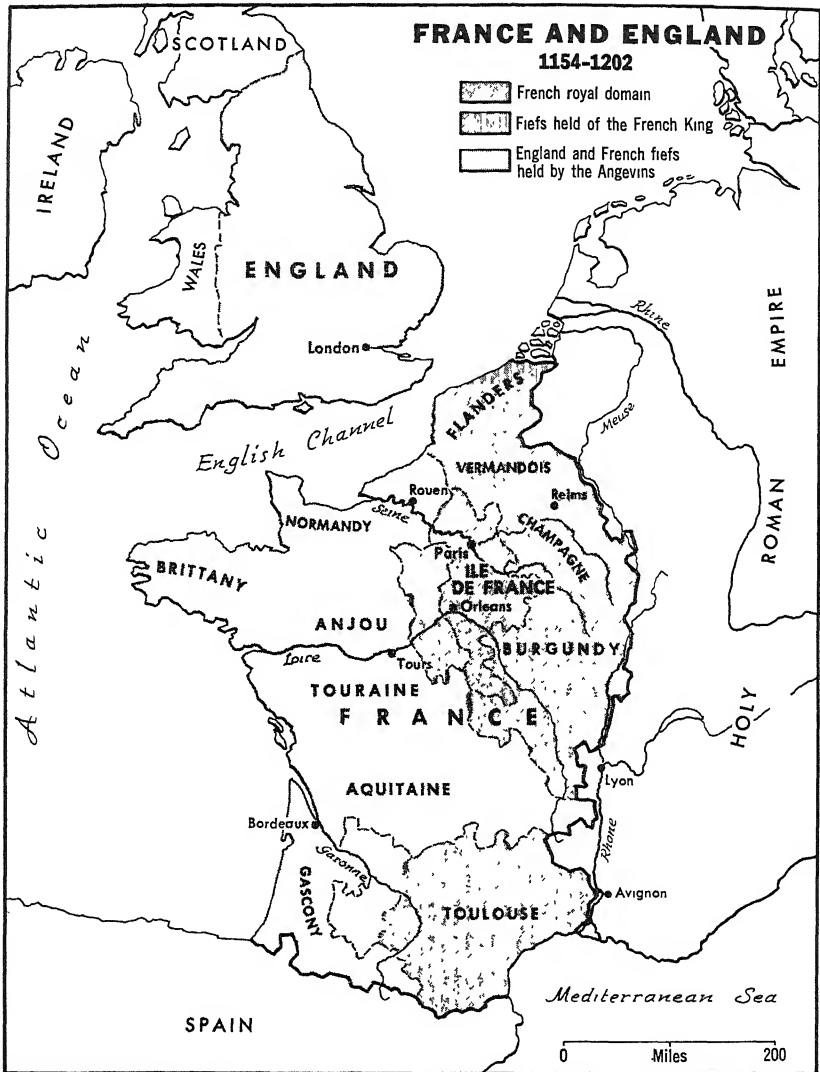 FRANCE AND ENGLAND
1154-1202
French royal domain
Fiefs held of the French King
England and French fiefs
held by the Angevins
SCOTLAND
IRELAND
WALES
ENGLAND
London
Atlantic Ocean
English Channel
Rhine
EMPIRE
Meuse
FLANDERS
VERMANDOIS
Rouen
Reims
Seine
NORMANDY
CHAMPAGNE
Paris
ILE
DE FRANCE
BRITTANY
Orleans
ROMAN
ANJOU
BURGUNDY
Loire
Tours
TOURAINE
FRANCE
HOLY
Lyon
AQUITAINE
Bordeaux
Garonne
Rhone
GASCONY
TOULOUSE
Avignon
Mediterranean Sea
SPAIN
0 Miles 200